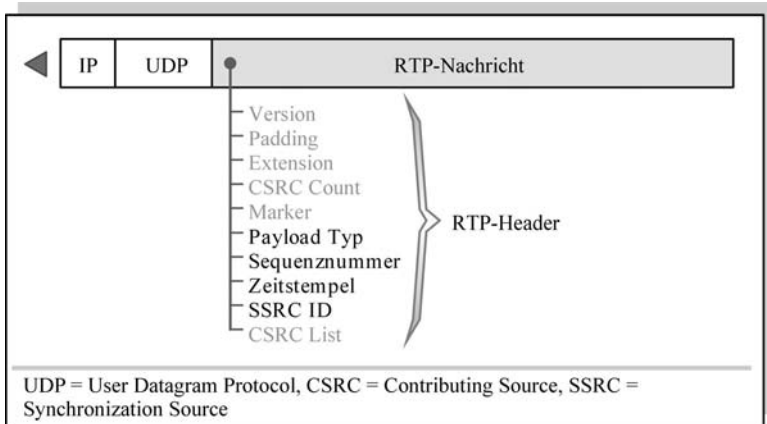 IP UDP RTP-Nachricht
Version
Padding
Extension
CSRC Count
Marker
Payload Typ
RTP-Header
Sequenznummer
Zeitstempel
SSRC ID
CSRC List
UDP = User Datagram Protocol, CSRC = Contributing Source, SSRC =
Synchronization Source